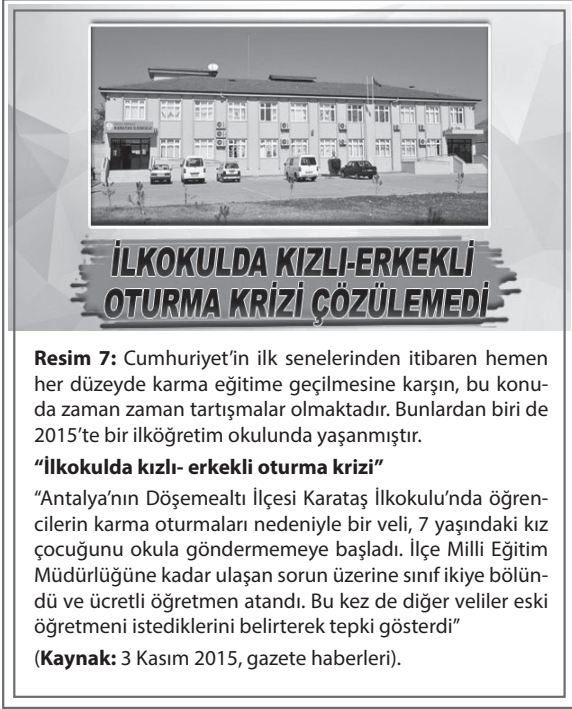 İLKOKULDA KIZLI-ERKEKLİ
OTURMA KRİZİ ÇÖZÜLEMEDİ
Resim 7: Cumhuriyet’in ilk senelerinden itibaren hemen
her düzeyde karma eğitime geçilmesine karşın, bu konu-
da zaman zaman tartışmalar olmaktadır. Bunlardan biri de
2015’te bir ilköğretim okulunda yaşanmıştır.
“İlkokulda kızlı- erkekli oturma krizi”
“Antalya’nın Döşemealtı İlçesi Karataş İlkokulu’nda öğren-
cilerin karma oturmaları nedeniyle bir veli, 7 yaşındaki kız
çocuğunu okula göndermemeye başladı. İlçe Milli Eğitim
Müdürlüğüne kadar ulaşan sorun üzerine sınıf ikiye bölün-
dü ve ücretli öğretmen atandı. Bu kez de diğer veliler eski
öğretmeni istediklerini belirterek tepki gösterdi”
(Kaynak: 3 Kasım 2015, gazete haberleri).